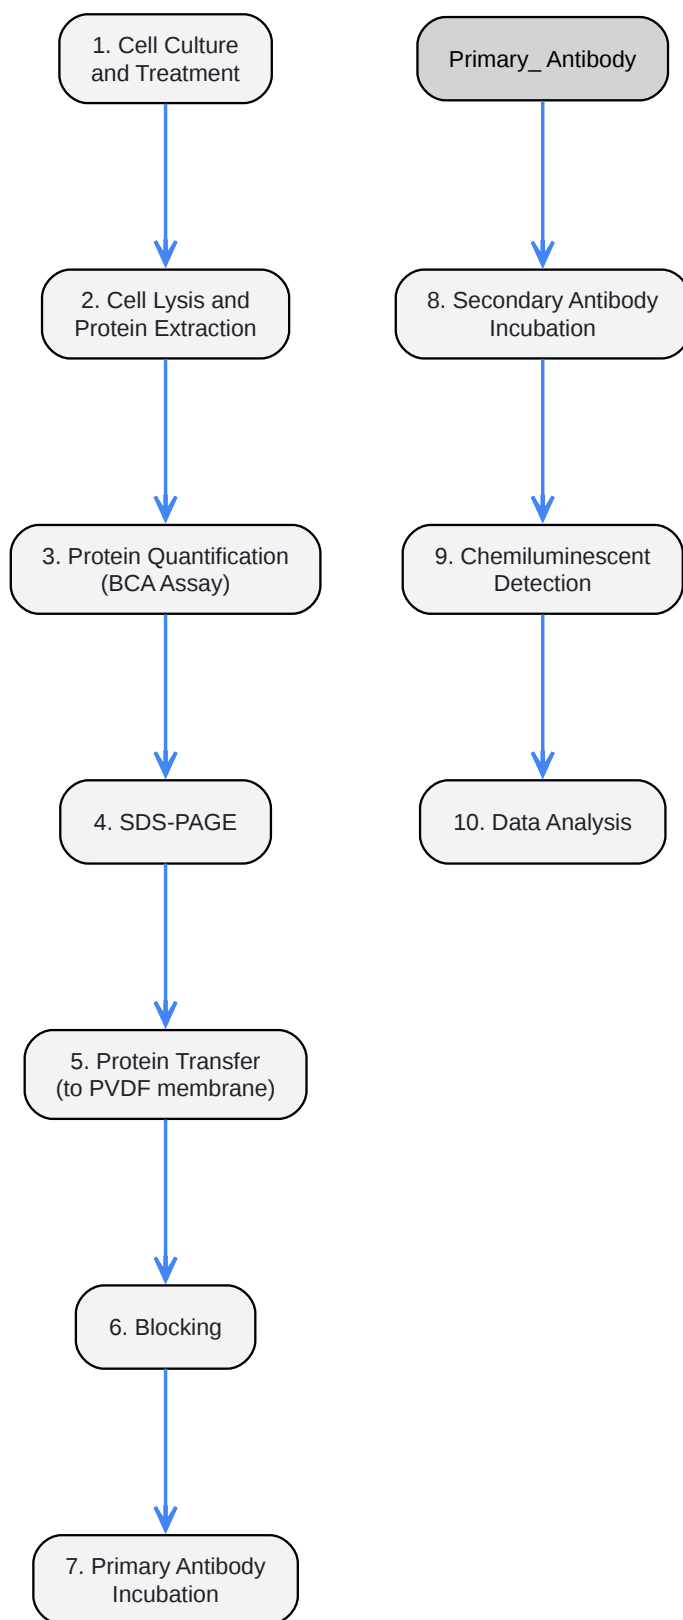 1. Cell Culture
and Treatment
2. Cell Lysis and
Protein Extraction
3. Protein Quantification
(BCA Assay)
4. SDS-PAGE
5. Protein Transfer
(to PVDF membrane)
6. Blocking
7. Primary Antibody
Incubation
Primary_ Antibody
8. Secondary Antibody
Incubation
9. Chemiluminescent
Detection
10. Data Analysis